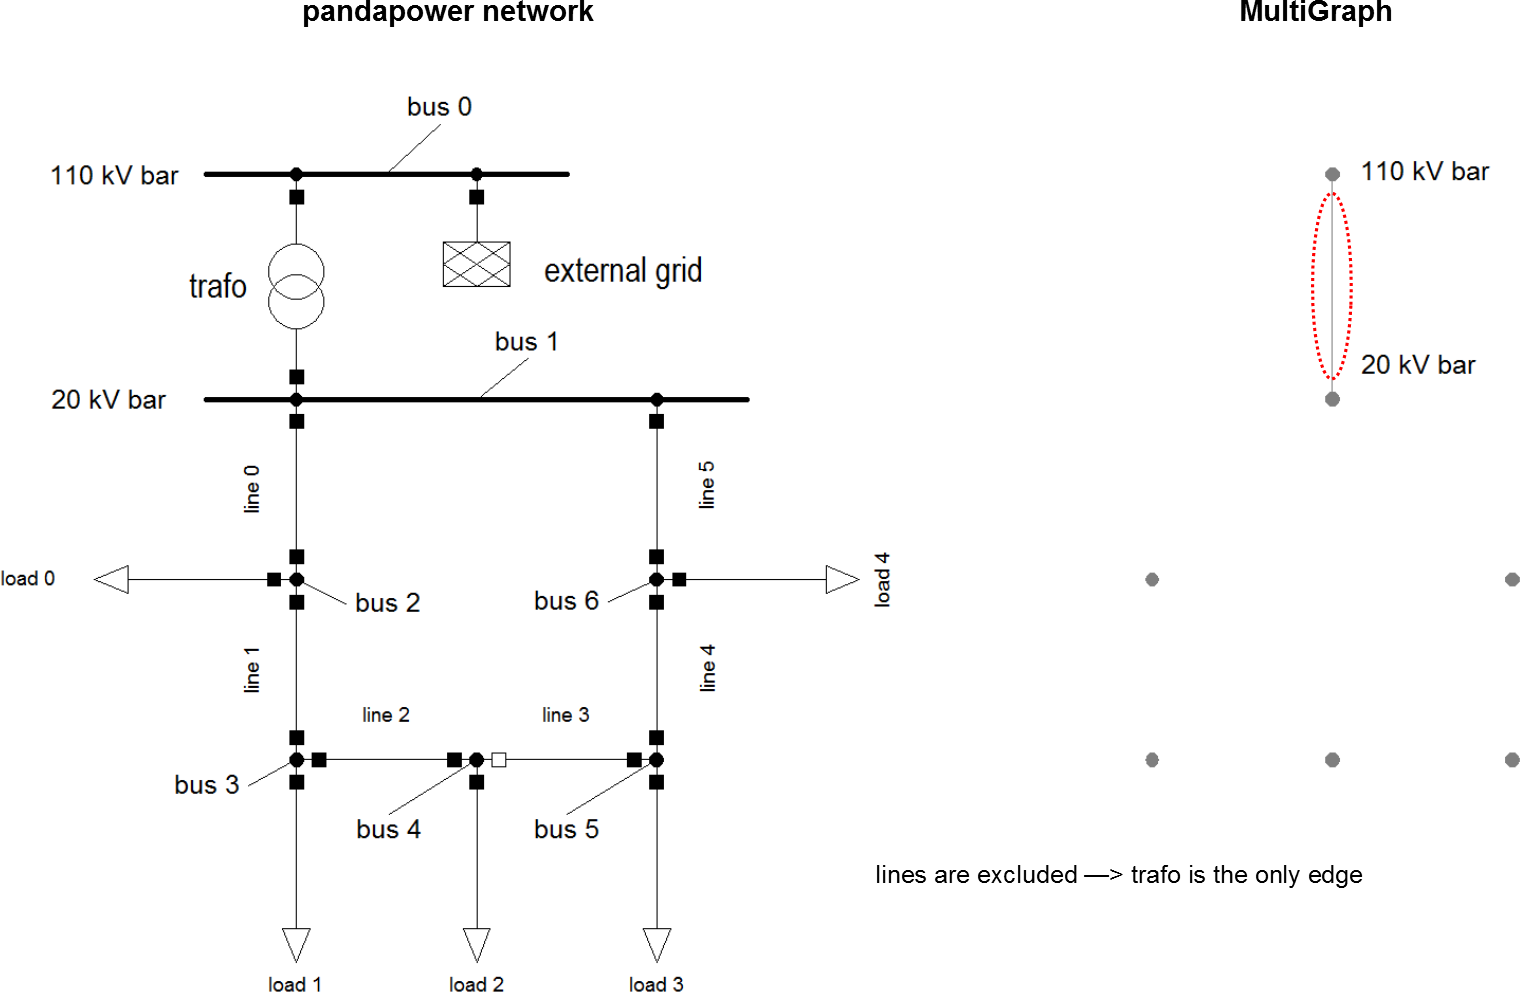 pandapower network
MultiGraph
bus 0
110 kV bar
110 kV bar
trafo
external grid
bus 1
20 kV bar
20 kV bar
line 0
line 5
load 0
bus 2
bus 6
load 4
line 1
line 4
line 2
line 3
bus 3
bus 4
bus 5
lines are excluded —> trafo is the only edge
load 1
load 2
load 3